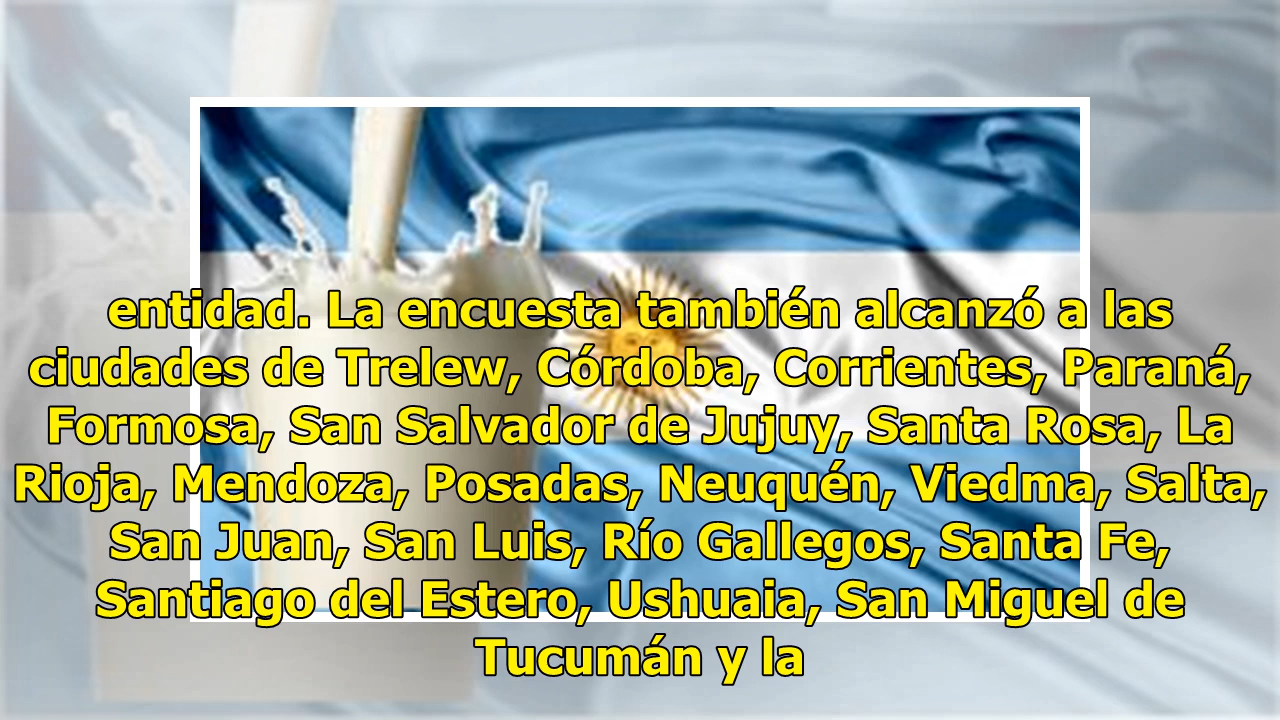 entidad. La encuesta también alcanzó a las
ciudades de Trelew, Córdoba, Corrientes, Paraná,
Formosa, San Salvador de Jujuy, Santa Rosa, La
Rioja, Mendoza, Posadas, Neuquén, Viedma, Salta,
San Juan, San Luis, Río Gallegos, Santa Fe,
Santiago del Estero, Ushuaia, San Miguel de
Tucumán y la